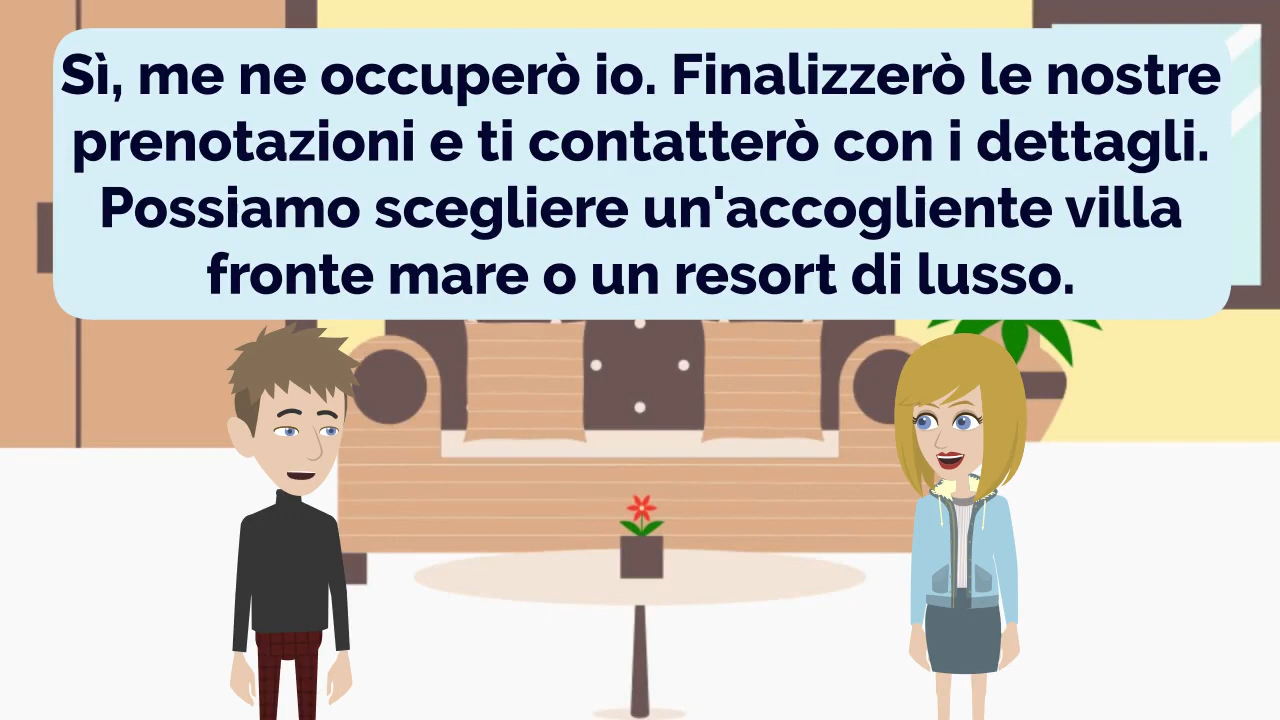 Sì, me ne occuperò io. Finalizzerò le nostre
prenotazioni e ti contatterò con i dettagli.
Possiamo scegliere un'accogliente villa
fronte mare o un resort di lusso.